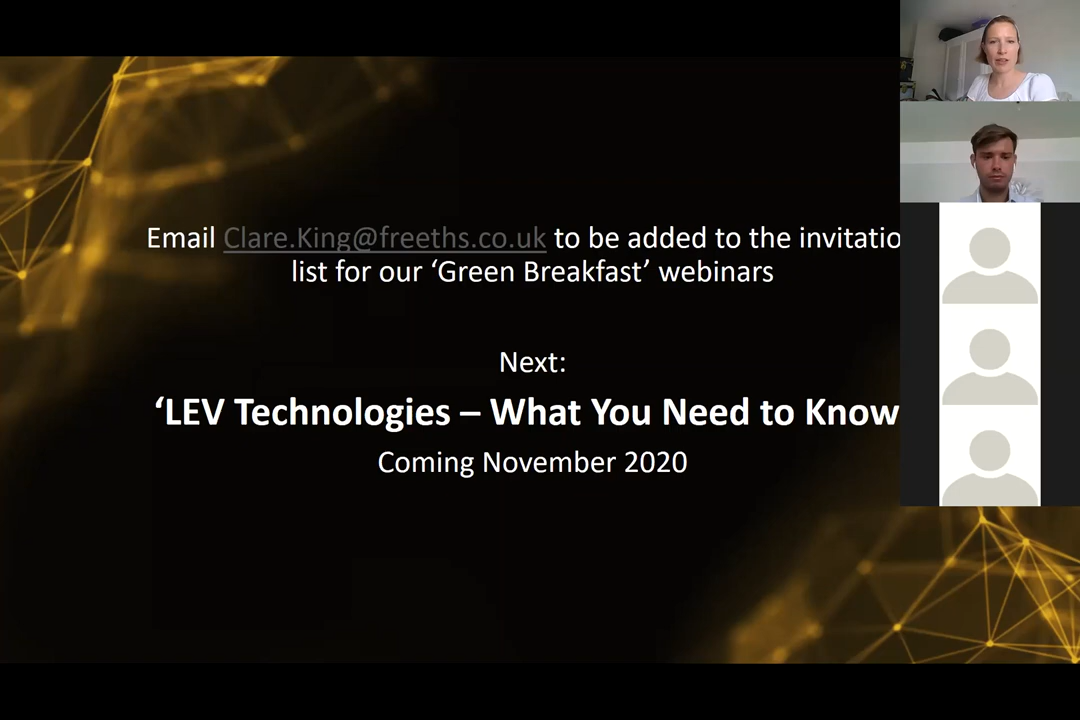 Email Clare.King@freeths.co.uk to be added to the invitatio
list for our ‘Green Breakfast’ webinars
Next:
‘LEV Technologies – What You Need to Know
Coming November 2020